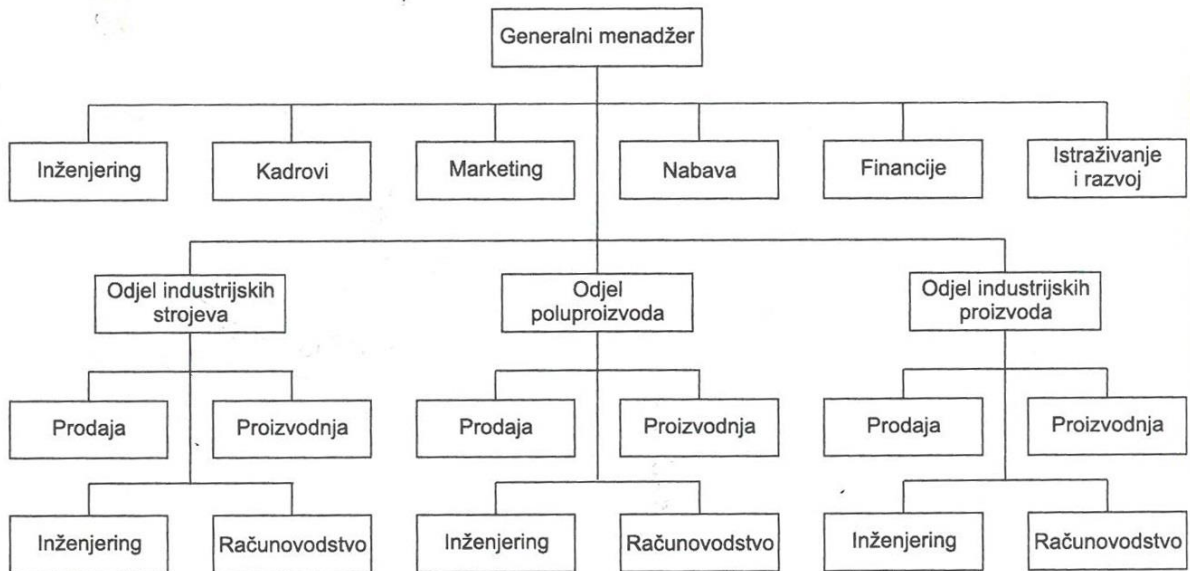 Generalni menadžer
Inženjering
Kadrovi
Marketing
Nabava
Financije
Istraživanje
i razvoj
Odjel industrijskih
strojeva
Odjel
poluproizvoda
Odjel industrijskih
proizvoda
Prodaja
Proizvodnja
Prodaja
Proizvodnja
Prodaja
Proizvodnja
Inženjering
Računovodstvo
Inženjering
Računovodstvo
Inženjering
Računovodstvo